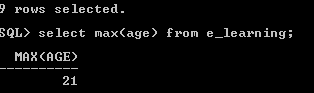 9 rows selected.
SQL> select max(age) from e_learning;
MAX(AGE)
----------
21